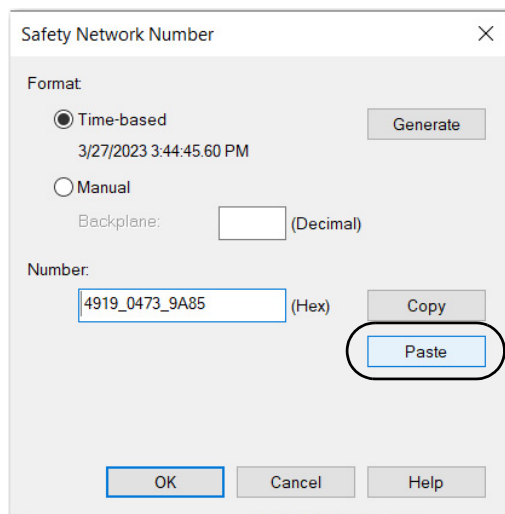 Safety Network Number
Format:
Time-based
Generate
3/27/2023 3:44:45.60 PM
Manual
Backplane:
(Decimal)
Number:
4919_0473_9A85
(Hex)
Copy
Paste
OK
Cancel
Help